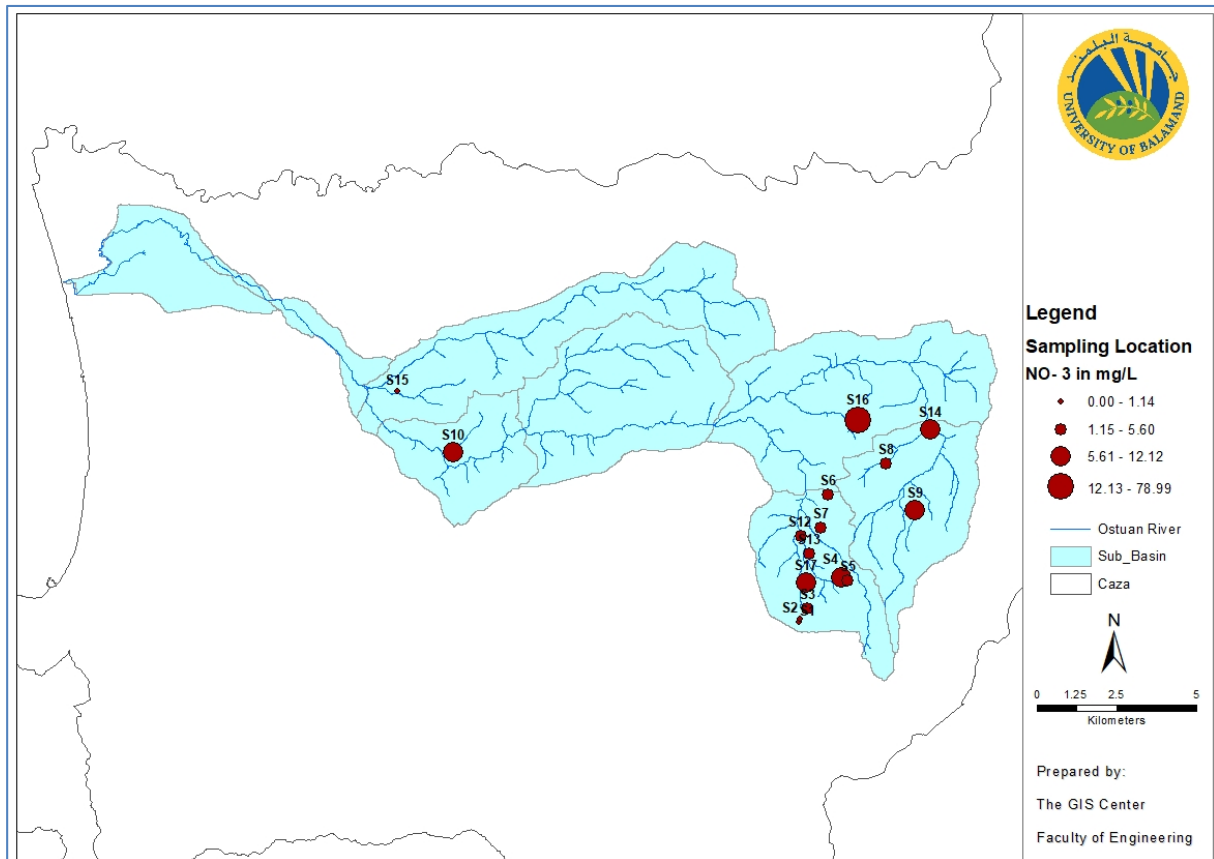 جامعة البلمند
UNIVERSITY OF BALAMAND
S15
S10
S16
S14
S8
S9
S6
S7
S12
S13
S4
S5
S17
S3
S2
S1
Legend
Sampling Location
NO- 3 in mg/L
0.00 - 1.14
1.15 - 5.60
5.61 - 12.12
12.13 - 78.99
Ostuan River
Sub_Basin
Caza
N
0 1.25 2.5 5
Kilometers
Prepared by:
The GIS Center
Faculty of Engineering